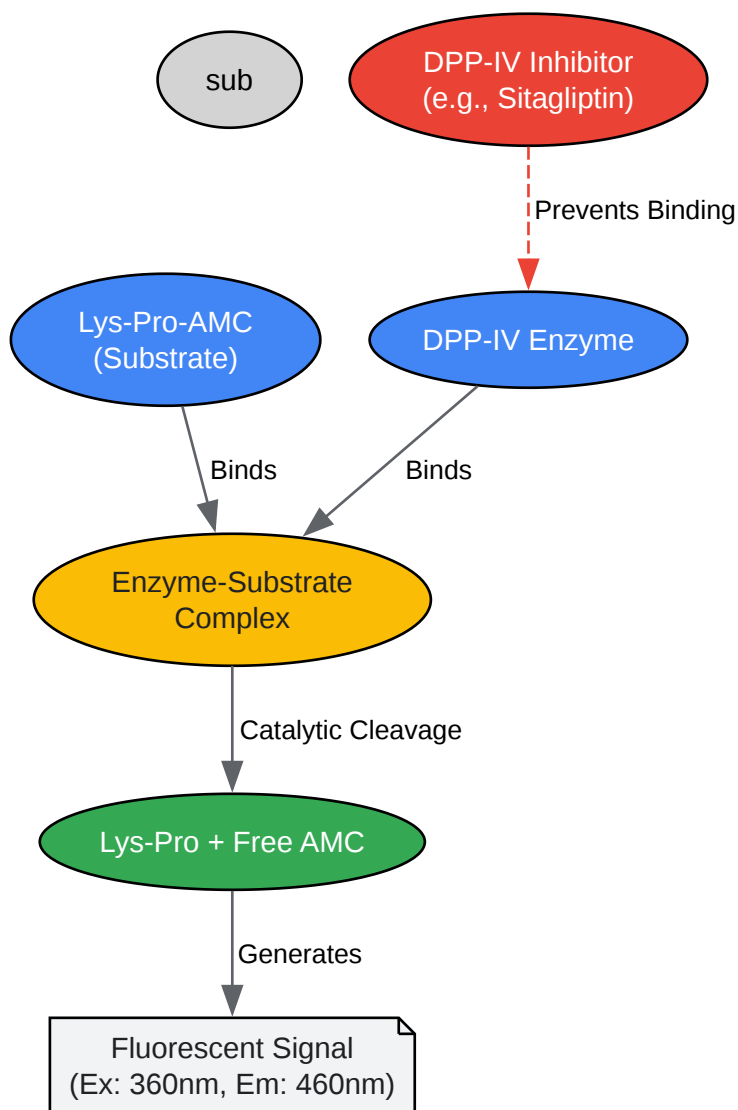 sub
DPP-IV Inhibitor
(e.g., Sitagliptin)
Prevents Binding
Lys-Pro-AMC
(Substrate)
DPP-IV Enzyme
Binds
Binds
Enzyme-Substrate
Complex
Catalytic Cleavage
Lys-Pro + Free AMC
Generates
Fluorescent Signal
(Ex: 360nm, Em: 460nm)